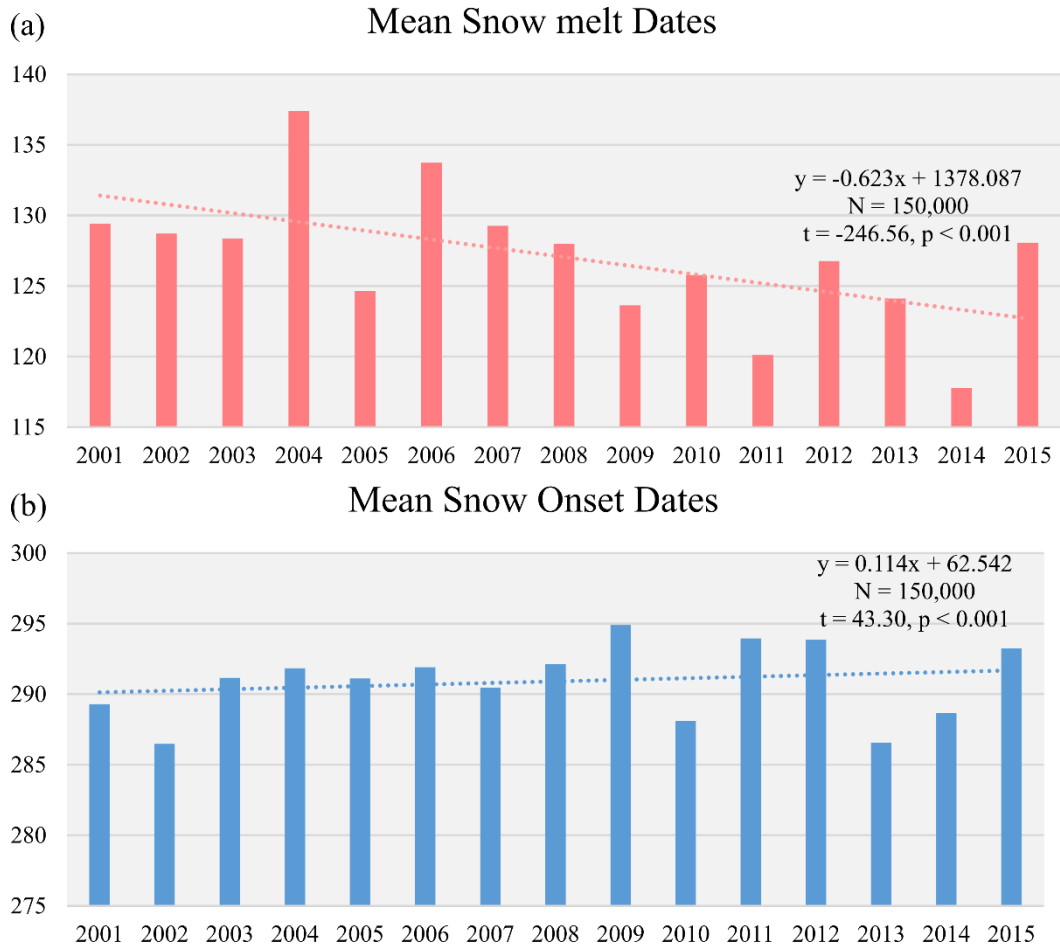 (a)
Mean Snow melt Dates
140
135
130
125
120
115
y = -0.623x + 1378.087
N = 150,000
t = -246.56, p < 0.001
2001 2002 2003 2004 2005 2006 2007 2008 2009 2010 2011 2012 2013 2014 2015
(b)
Mean Snow Onset Dates
300
295
290
285
280
275
y = 0.114x + 62.542
N = 150,000
t = 43.30, p < 0.001
2001 2002 2003 2004 2005 2006 2007 2008 2009 2010 2011 2012 2013 2014 2015